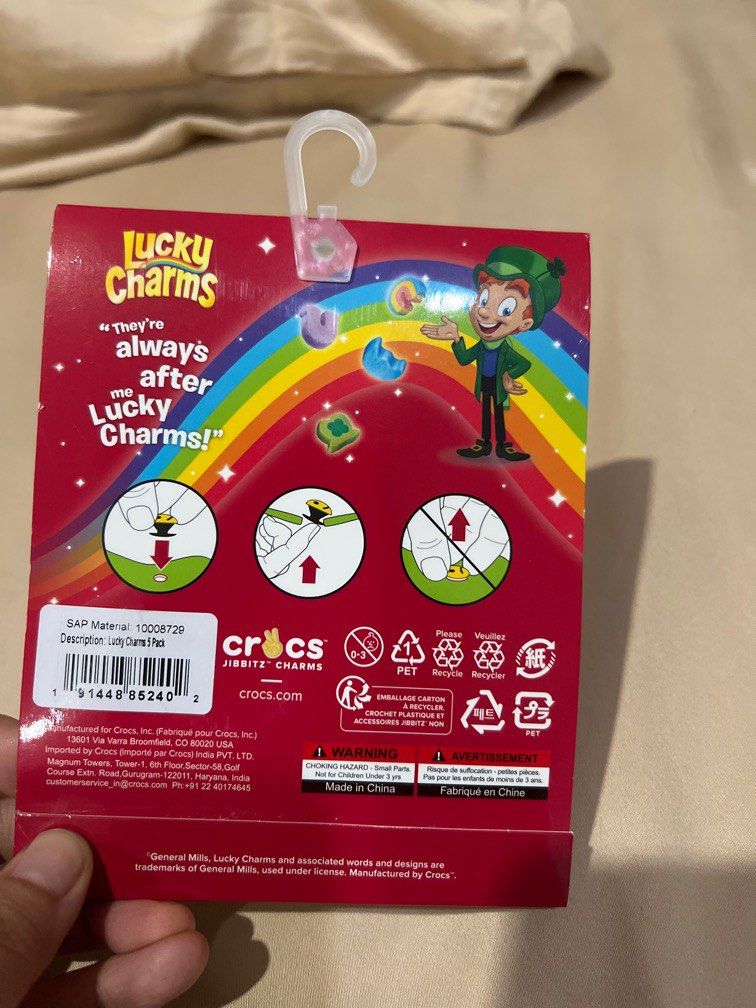 Lucky
Charms
“They're
always
after
me
Lucky
Charms!”
SAP Material: 10008729
Description: Lucky Charms 5 Pack
1 91448 85240 2
crocs™
JIBBITZ™ CHARMS
crocs.com
0-3
1
PET
Please
Recycle
Veuillez
Recycler
紙
EMBALLAGE CARTON
À RECYCLER.
CROCHET PLASTIQUE ET
ACCESSOIRES JIBBITZ™ NON
페트
プラ
PET
Manufactured for Crocs, Inc. (Fabriqué pour Crocs, Inc.)
13601 Via Varra Broomfield, CO 80020 USA
Imported by Crocs (Importé par Crocs) India PVT. LTD.
Magnum Towers, Tower-1, 6th Floor,Sector-58,Golf
Course Extn. Road,Gurugram-122011, Haryana, India
customerservice_in@crocs.com Ph:+91 22 40174645
WARNING
CHOKING HAZARD - Small Parts.
Not for Children Under 3 yrs
Made in China
AVERTISSEMENT
Risque de suffocation - petites pièces.
Pas pour les enfants de moins de 3 ans.
Fabriqué en Chine
©General Mills, Lucky Charms and associated words and designs are
trademarks of General Mills, used under license. Manufactured by Crocs™.